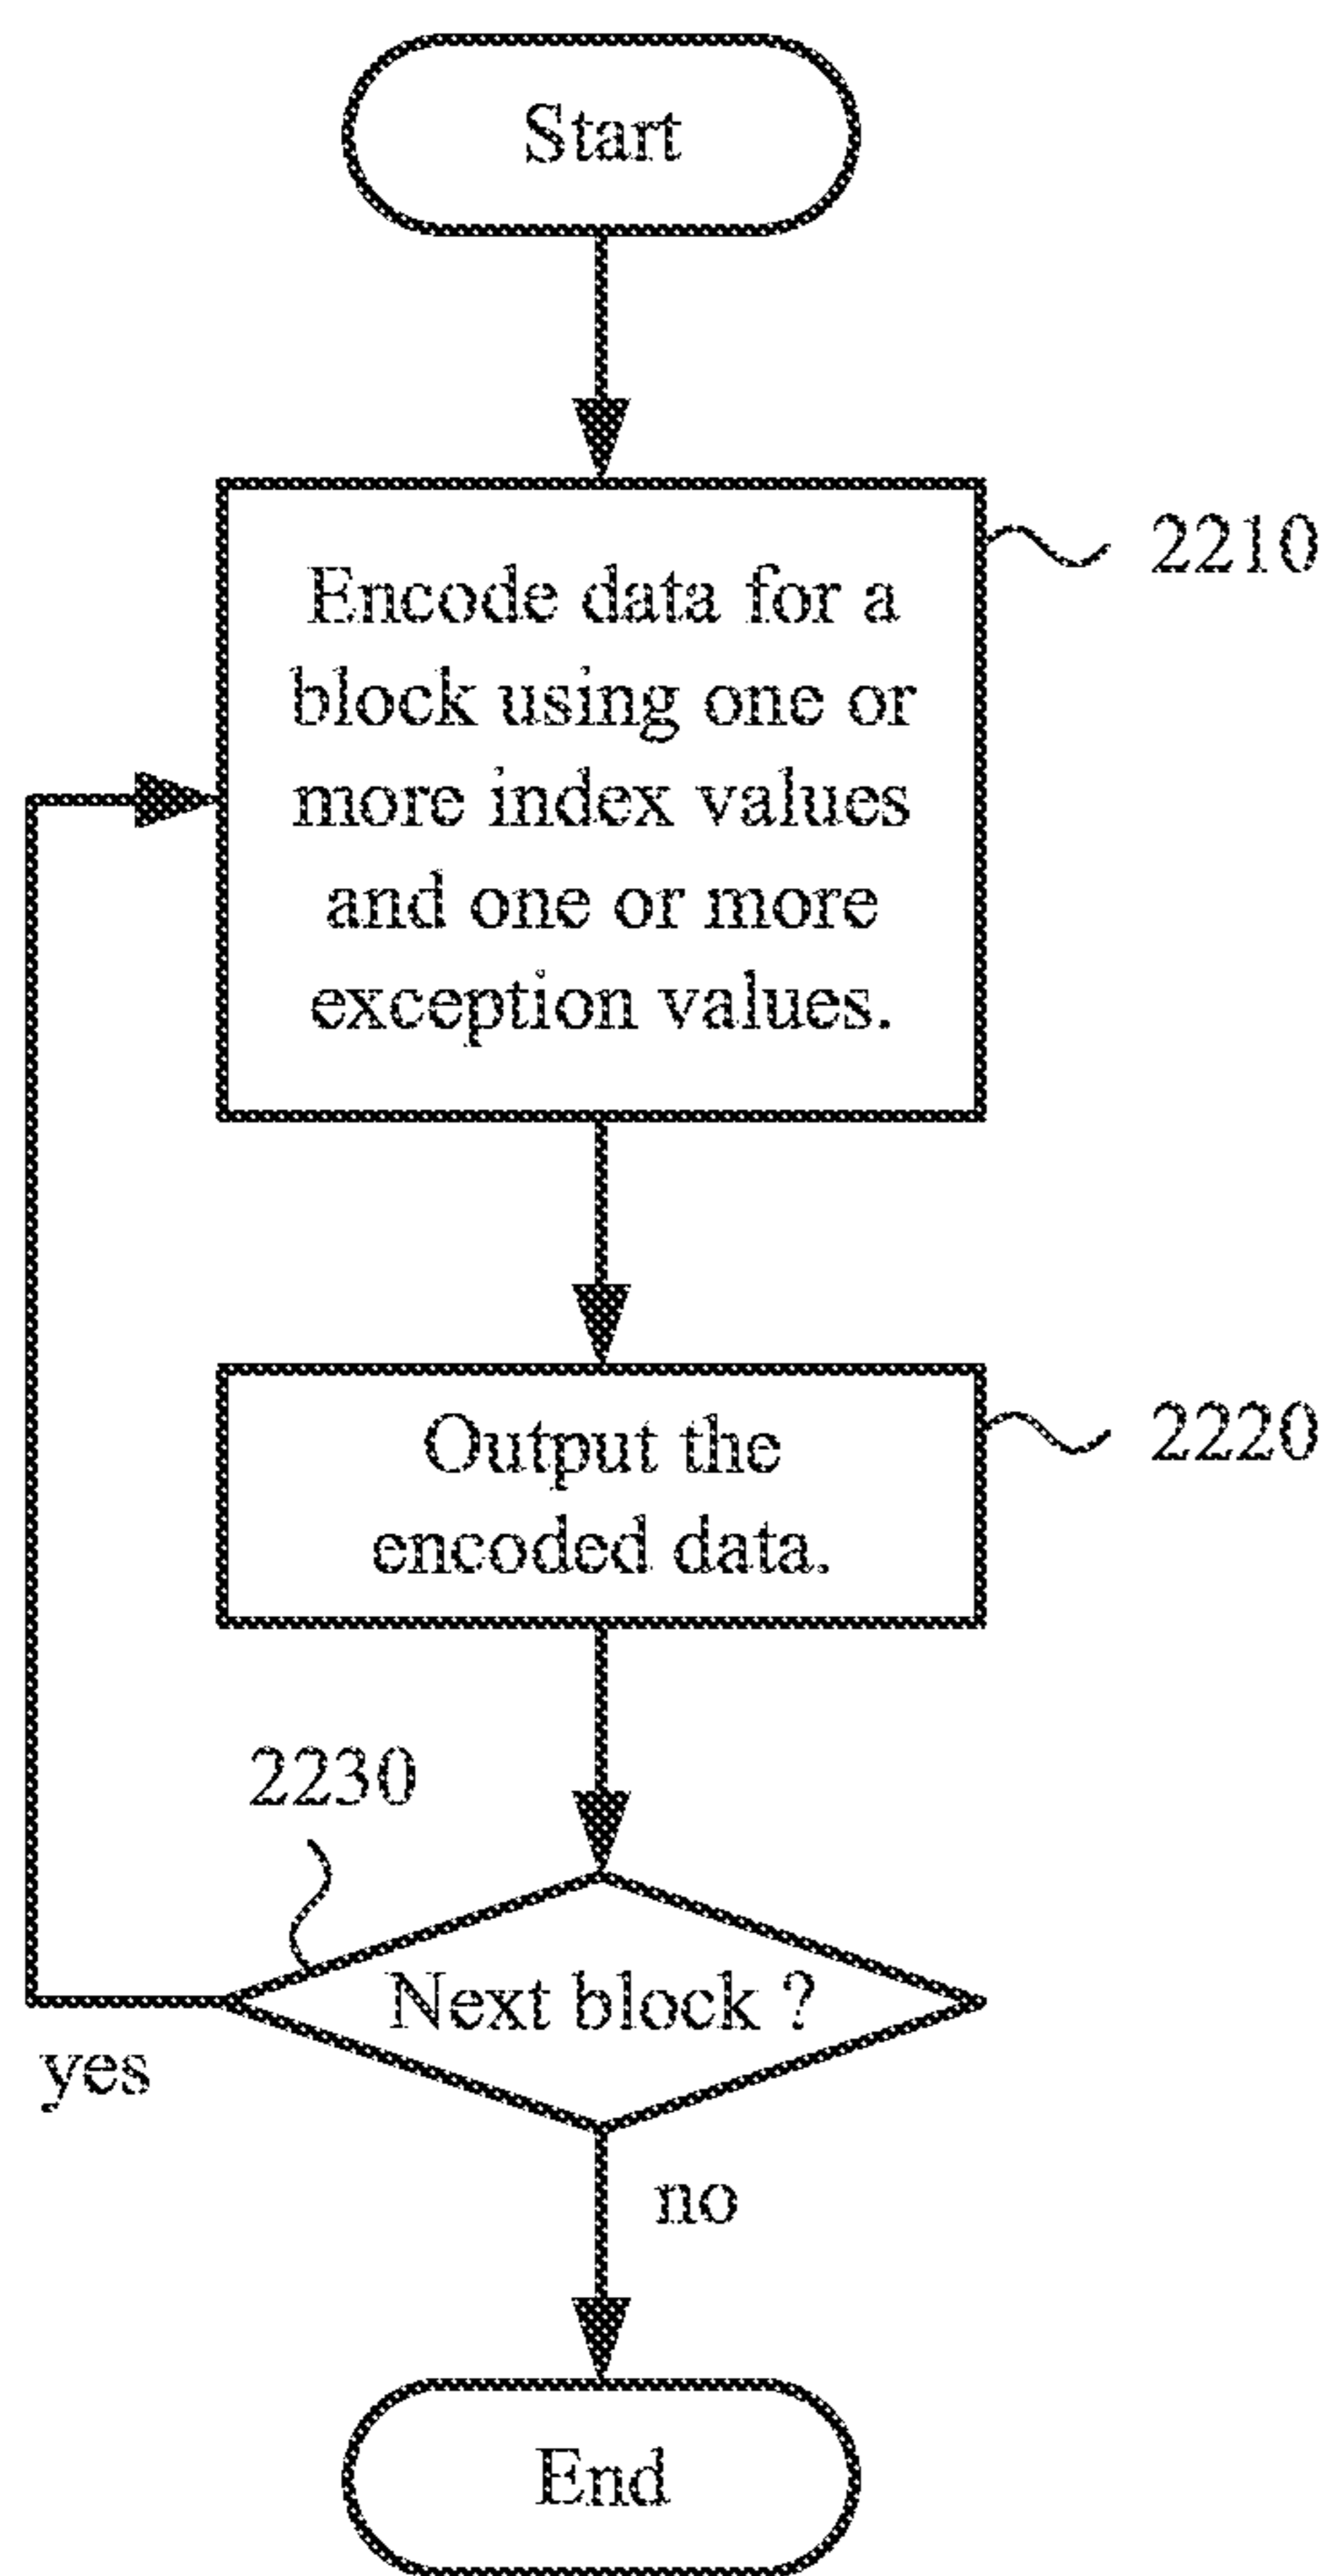 Start
2210
Encode data for a
block using one or
more index values
and one or more
exception values.
2220
Output the
encoded data.
2230
Next block ?
yes
no
End